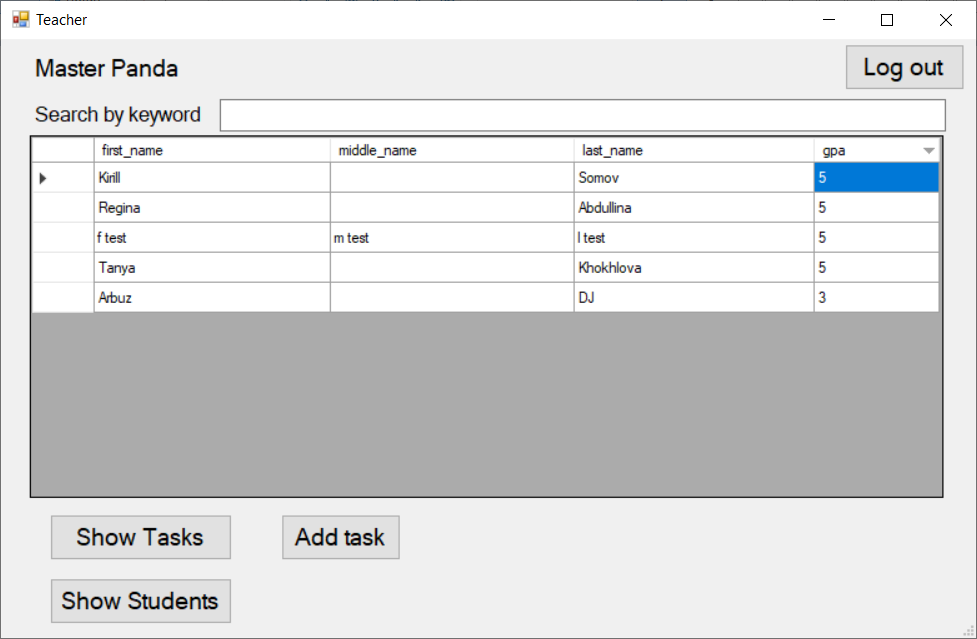 Teacher
Master Panda
Log out
Search by keyword
first_name middle_name last_name gpa
Kirill Somov 5
Regina Abdullina 5
f test m test l test 5
Tanya Khokhlova 5
Arbuz DJ 3
Show Tasks Add task
Show Students